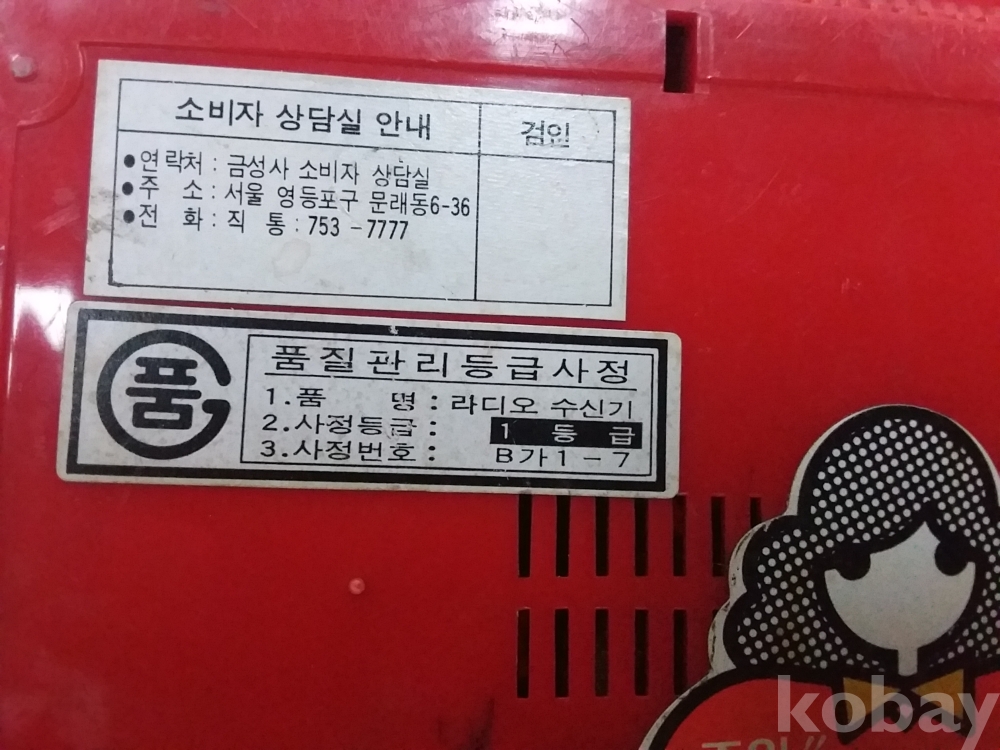 소비자 상담실 안내
검인
●연락처 : 금성사 소비자 상담실
●주 소 : 서울 영등포구 문래동6-36
●전 화 : 직 통 : 753 -7777
품
품질관리등급사정
1.품 명 : 라디오 수신기
2.사정등급 : 1 등급
3.사정번호 : B가1-7
kobay